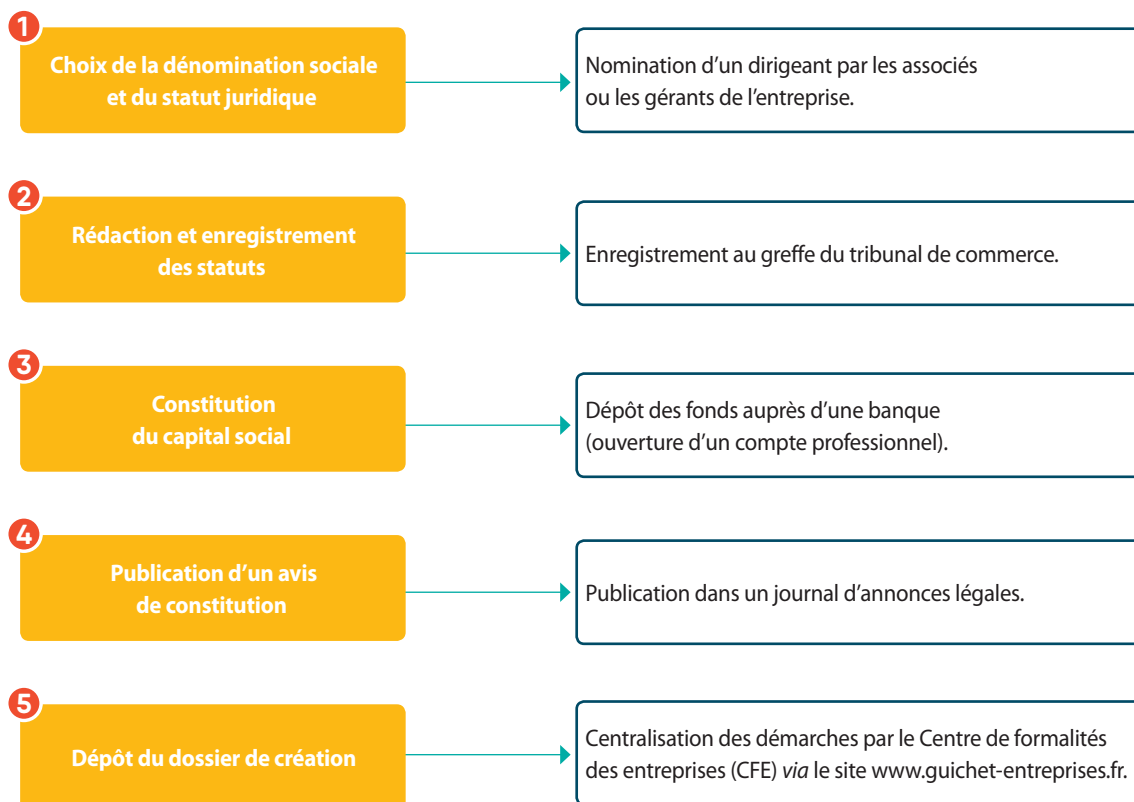 1
Choix de la dénomination sociale
et du statut juridique
Nomination d’un dirigeant par les associés
ou les gérants de l’entreprise.
2
Rédaction et enregistrement
des statuts
Enregistrement au greffe du tribunal de commerce.
3
Constitution
du capital social
Dépôt des fonds auprès d’une banque
(ouverture d’un compte professionnel).
4
Publication d’un avis
de constitution
Publication dans un journal d’annonces légales.
5
Dépôt du dossier de création
Centralisation des démarches par le Centre de formalités
des entreprises (CFE) via le site www.guichet-entreprises.fr.